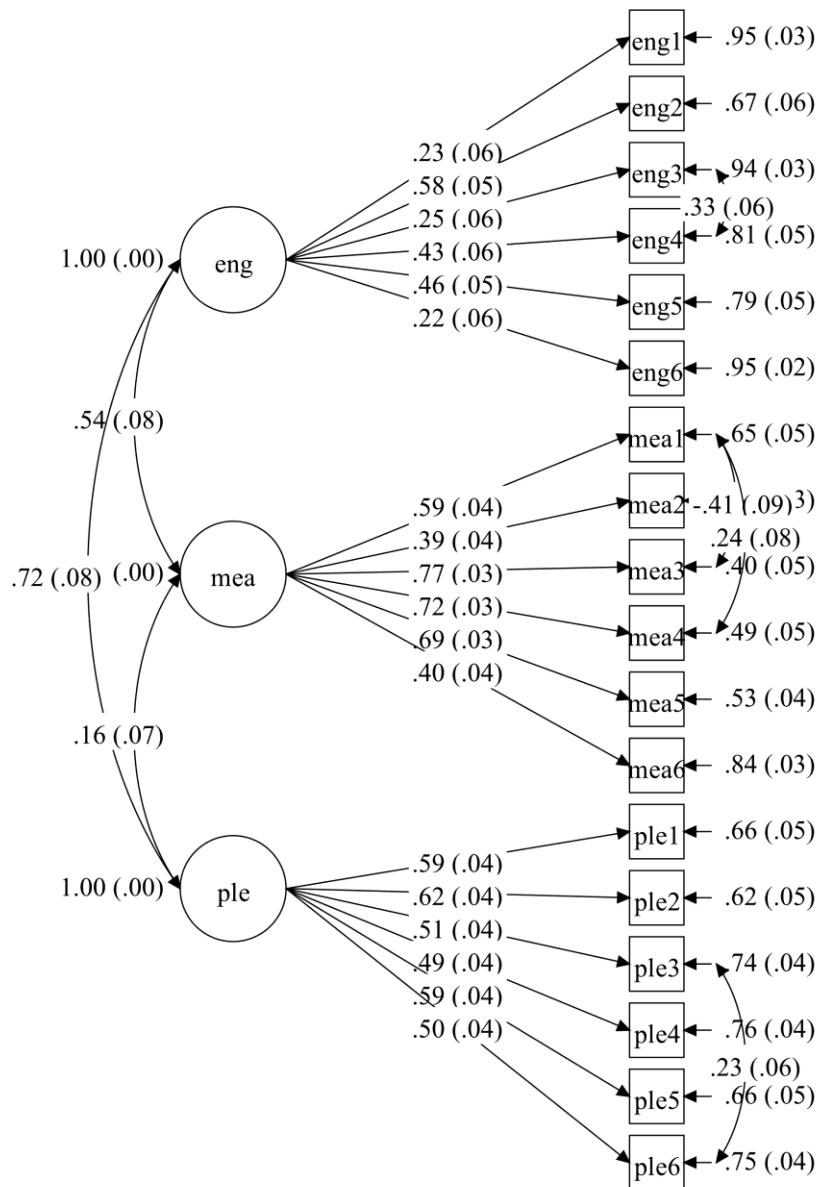 eng1 .95 (.03)
eng2 .67 (.06)
.23 (.06)
eng3 .94 (.03)
.58 (.05)
.25 (.06) .33 (.06)
eng4 .81 (.05)
.43 (.06)
1.00 (.00) eng
.46 (.05)
eng5 .79 (.05)
.22 (.06)
eng6 .95 (.02)
.54 (.08)
mea1 .65 (.05)
.59 (.04) mea2 -.41 (.09) 3)
.39 (.04) .24 (.08)
.77 (.03) mea3 .40 (.05)
.72 (.08) (.00) mea
.72 (.03)
mea4 .49 (.05)
.69 (.03)
.40 (.04)
mea5 .53 (.04)
.16 (.07)
mea6 .84 (.03)
ple1 .66 (.05)
.59 (.04)
1.00 (.00) ple
.62 (.04) ple2 .62 (.05)
.51 (.04)
ple3 .74 (.04)
.49 (.04)
.59 (.04)
.50 (.04) ple4 .76 (.04)
.23 (.06)
ple5 .66 (.05)
ple6 .75 (.04)